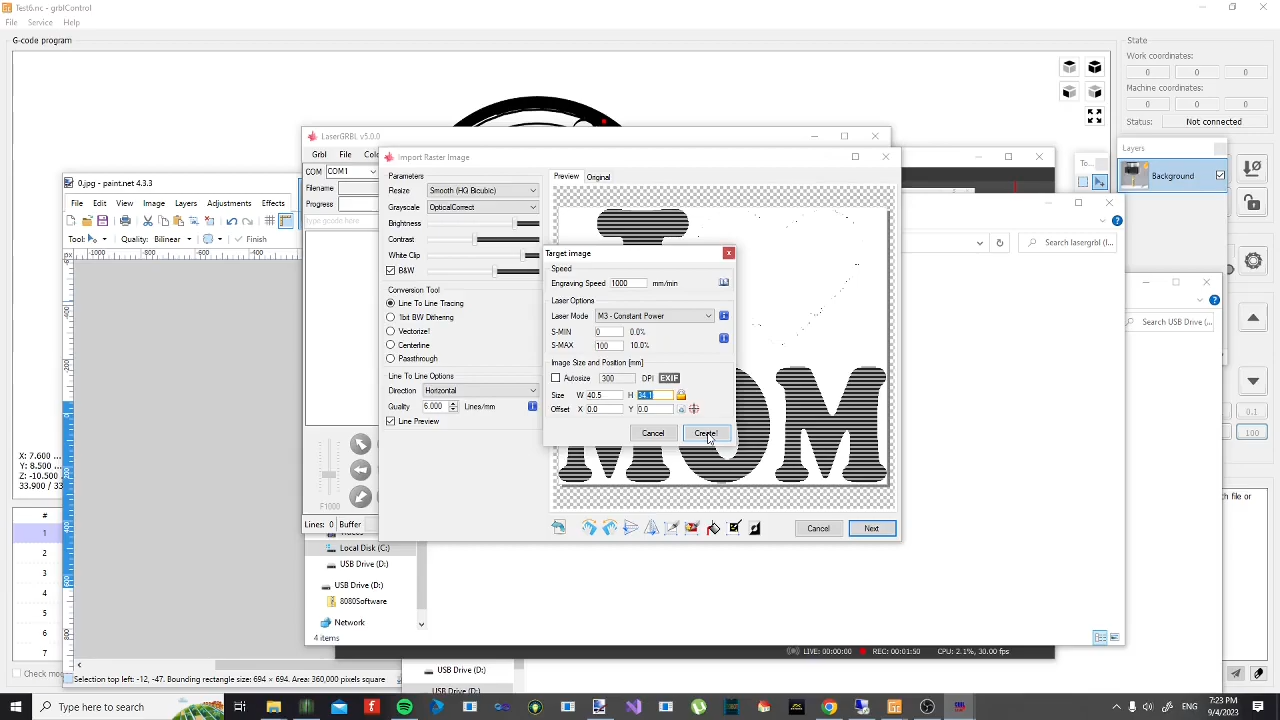 Test6.nc - grblControl
File Service Help
G-code program
State
Work coordinates:
0 0 0
Machine coordinates:
0 0 0
Status: Not connected
LaserGRBL v5.0.0
Grbl File
COM COM1
Filename
Progress
Type gcode here
F1000
Lines: 0 Buffer
Import Raster Image
Parameters
Resize Smooth (HQ Bicubic)
Grayscale OpticalCorrect
Brightness
Contrast
White Clip
B&W
Conversion Tool
Line To Line Tracing
1bit BW Dithering
Vectorize!
Centerline
Passthrough
Line To Line Options
Direction Horizontal
Quality 6.000 Lines/mm
Line Preview
Preview Original
MOM
Cancel Next
Target image
Speed
Engraving Speed 1000 mm/min
Laser Options
Laser Mode M3 - Constant Power
S-MIN 0 0.0%
S-MAX 100 10.0%
Image Size and Position [mm]
Autosize 300 DPI EXIF
Size W 40.5 H 34.1
Offset X 0.0 Y 0.0
Cancel Create!
0.jpg - paint.net 4.3.3
File Edit View Image Layers Adjustments Effects
Tool: Quality: Bilinear Finish
px -1000 -800 -600 -400
Selection top left: -12, -47. Bounding rectangle size: 694 × 694. Area: 360,000 pixels square
X: 7.600
Y: 8.500
Z: -10.500
33.900 / 33
#
1
2
3
4
5
6
7
Check mo
Local Disk (C:)
USB Drive (D:)
USB Drive (D:)
8080Software
Network
4 items
USB Drive (D:)
USB Drive (D:)
LIVE: 00:00:00 REC: 00:01:50 CPU: 2.1%, 30.00 fps
Layers
Background
Search lasergrbl (I...
Search USB Drive (...
0.1
100
with file or
Type here to search
7:23 PM
9/4/2023